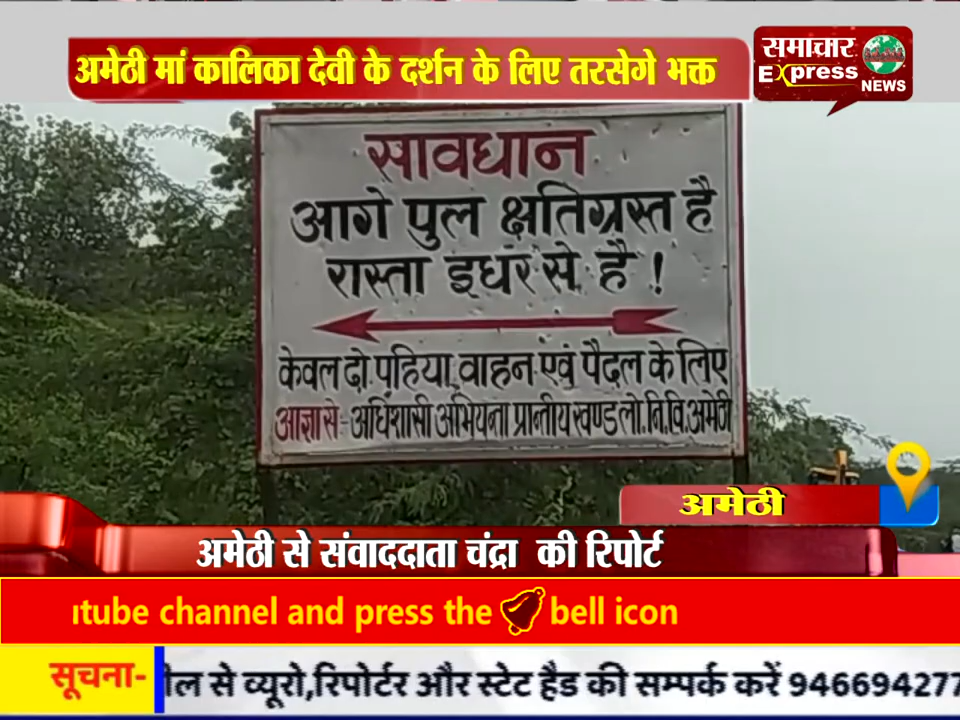 अमेठी मां कालिका देवी के दर्शन के लिए तरसेगे भक्त
समाचार
Express
NEWS
सावधान
आगे पुल क्षतिग्रस्त है
रास्ता इधर से है !
केवल दो पहिया वाहन एवं पैदल के लिए
आज्ञा से - अधिशासी अभियन्ता प्रान्तीय खण्ड लो.नि.वि. अमेठी
अमेठी
अमेठी से संवाददाता चंद्रा की रिपोर्ट
utube channel and press the bell icon
सूचना-
ील से व्यूरो,रिपोर्टर और स्टेट हैड की सम्पर्क करें 946694277